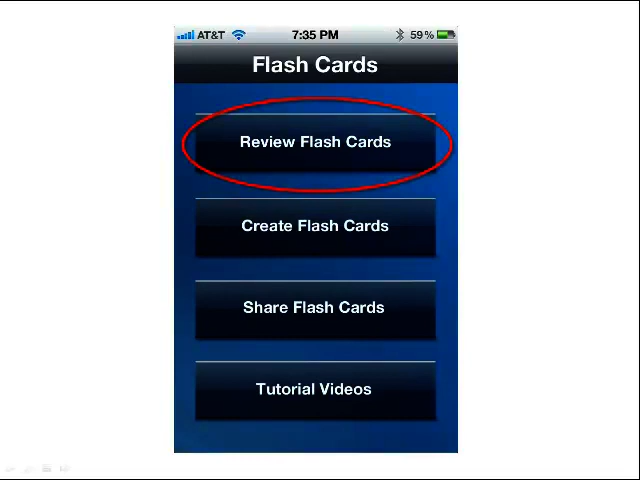 AT&T 7:35 PM 59%
Flash Cards
Review Flash Cards
Create Flash Cards
Share Flash Cards
Tutorial Videos